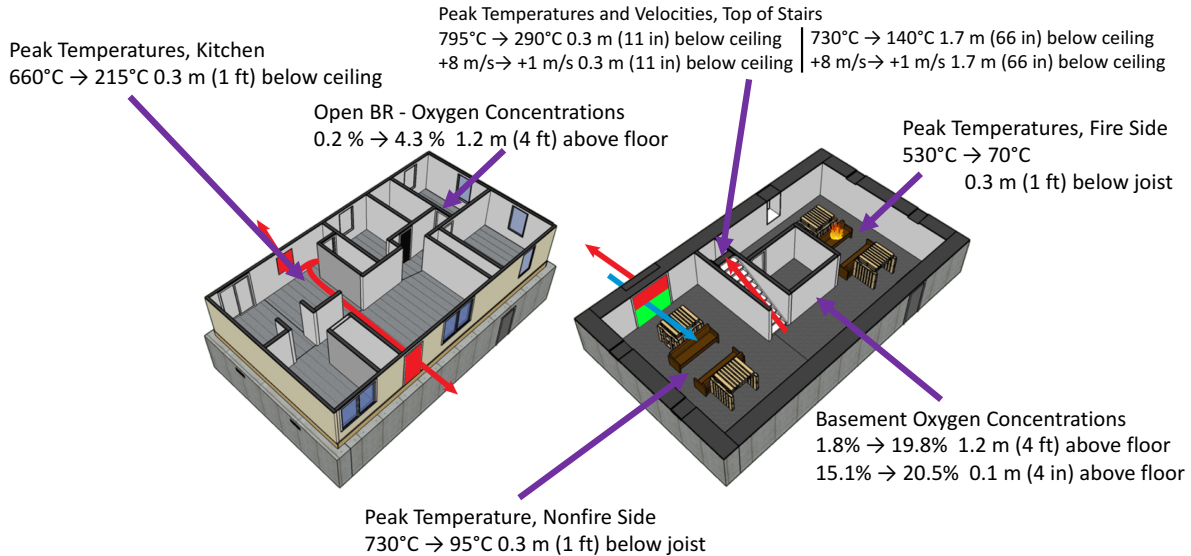 Peak Temperatures and Velocities, Top of Stairs
795°C → 290°C 0.3 m (11 in) below ceiling
+8 m/s→ +1 m/s 0.3 m (11 in) below ceiling
730°C → 140°C 1.7 m (66 in) below ceiling
+8 m/s→ +1 m/s 1.7 m (66 in) below ceiling
Peak Temperatures, Kitchen
660°C → 215°C 0.3 m (1 ft) below ceiling
Open BR - Oxygen Concentrations
0.2 % → 4.3 % 1.2 m (4 ft) above floor
Peak Temperatures, Fire Side
530°C → 70°C
0.3 m (1 ft) below joist
Basement Oxygen Concentrations
1.8% → 19.8% 1.2 m (4 ft) above floor
15.1% → 20.5% 0.1 m (4 in) above floor
Peak Temperature, Nonfire Side
730°C → 95°C 0.3 m (1 ft) below joist